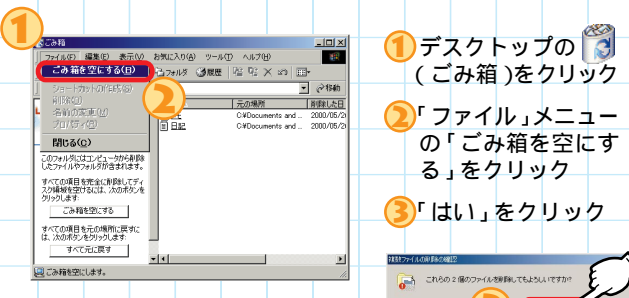 1
ごみ箱
ファイル(F) 編集(E) 表示(V) お気に入り(A) ツール(T) ヘルプ(H)
ごみ箱を空にする(B)
フォルダ 履歴
ショートカットの作成(S)
削除(D)
名前の変更(M)
プロパティ(R)
閉じる(C)
2
移動
元の場所 削除した日
C:¥Documents and ... 2000/05/2
日記 C:¥Documents and ... 2000/05/2
このフォルダにはコンピュータから削除
したファイルやフォルダが含まれます。
すべての項目を完全に削除してディ
スク領域を空けるには、次のボタンを
クリックします:
ごみ箱を空にする
すべての項目を元の場所に戻すに
は、次のボタンをクリックします:
すべて元に戻す
ごみ箱を空にします。
1 デスクトップの
(ごみ箱)をクリック
2 「ファイル」メニュー
の「ごみ箱を空にす
る」をクリック
3 「はい」をクリック
複数ファイルの削除の確認
これらの 2 個のファイルを削除してもよろしいですか?